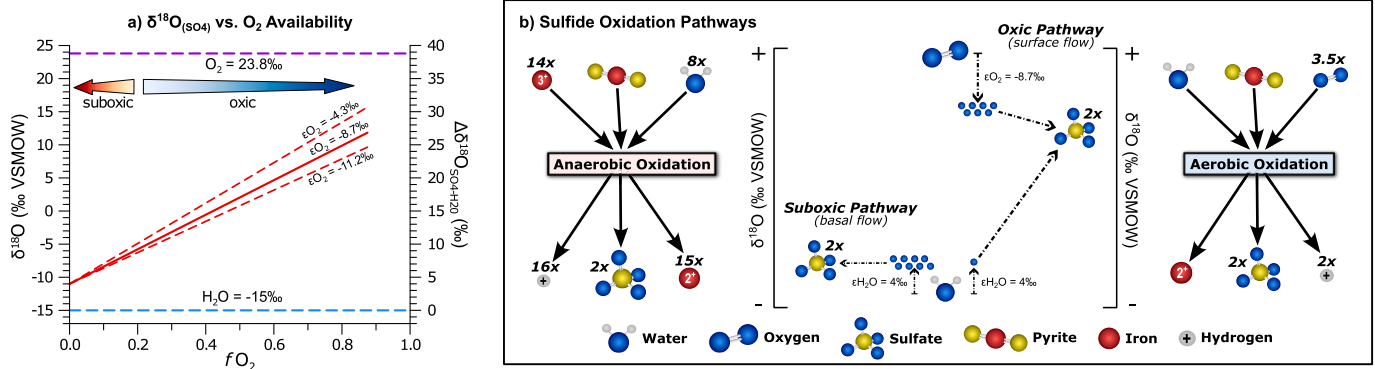 a) δ¹⁸O(SO4) vs. O₂ Availability
25
20
15
10
5
0
-5
-10
-15
δ¹⁸O (‰ VSMOW)
O₂ = 23.8‰
suboxic
oxic
εO₂ = -4.3‰
εO₂ = -8.7‰
εO₂ = -11.2‰
H₂O = -15‰
40
35
30
25
20
15
10
5
0
Δδ¹⁸O SO4-H20 (‰)
0.0
0.2
0.4
0.6
0.8
1.0
f O₂
b) Sulfide Oxidation Pathways
14x
3⁺
8x
Anaerobic Oxidation
16x
+
2x
15x
2⁺
+
δ¹⁸O (‰ VSMOW)
-
Oxic Pathway
(surface flow)
εO₂ = -8.7‰
2x
Suboxic Pathway
(basal flow)
2x
εH₂O = 4‰
εH₂O = 4‰
+
δ¹⁸O (‰ VSMOW)
-
3.5x
Aerobic Oxidation
2⁺
2x
2x
+
Water
Oxygen
Sulfate
Pyrite
Iron
+
Hydrogen